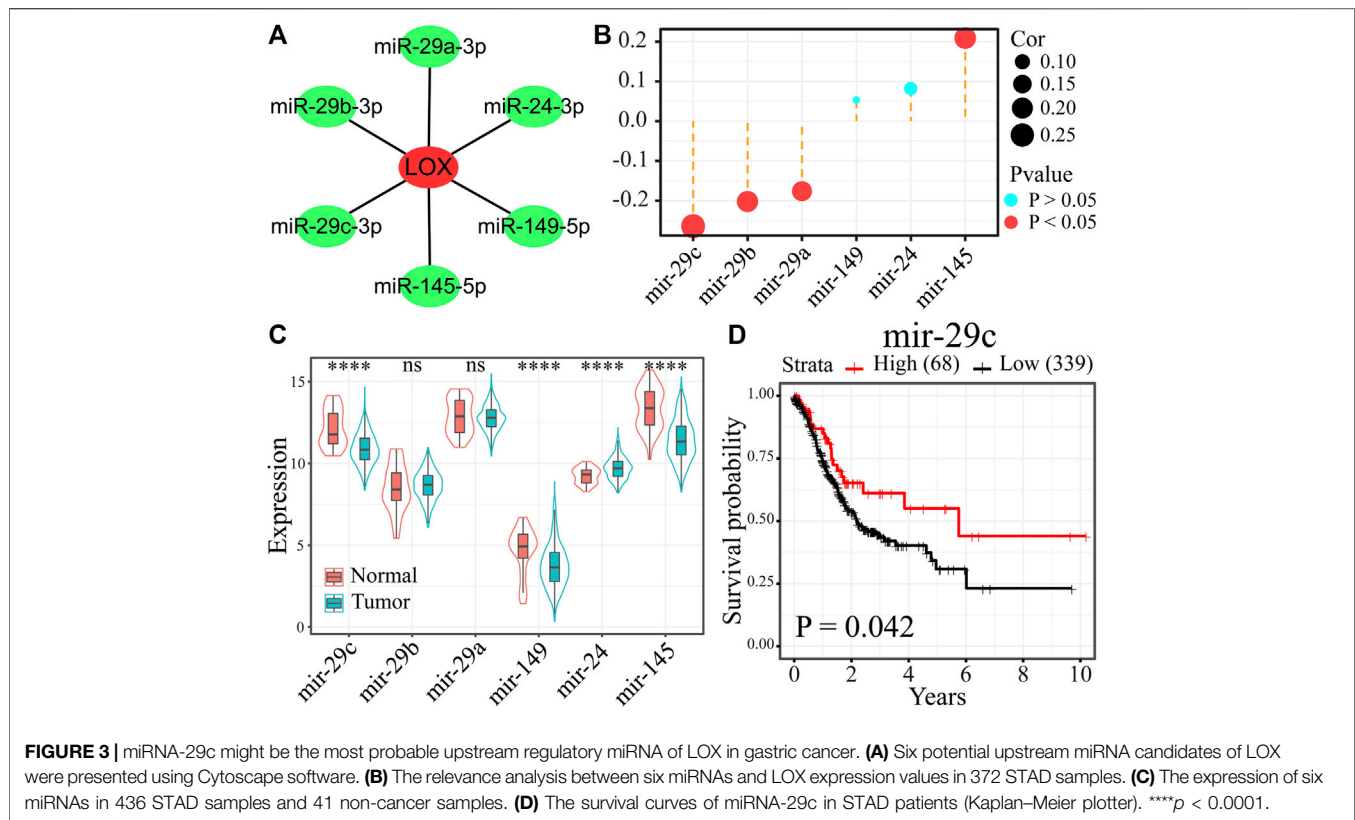 A
miR-29a-3p
miR-29b-3p
miR-24-3p
LOX
miR-29c-3p
miR-149-5p
miR-145-5p
B
0.2
0.1
0.0
-0.1
-0.2
mir-29c
mir-29b
mir-29a
mir-149
mir-24
mir-145
Cor
0.10
0.15
0.20
0.25
Pvalue
P > 0.05
P < 0.05
C
**** ns ns **** **** ****
Expression
15
10
5
0
Normal
Tumor
mir-29c
mir-29b
mir-29a
mir-149
mir-24
mir-145
D
mir-29c
Strata High (68) Low (339)
Survival probability
1.00
0.75
0.50
0.25
0.00
P = 0.042
0 2 4 6 8 10
Years
FIGURE 3 | miRNA-29c might be the most probable upstream regulatory miRNA of LOX in gastric cancer. (A) Six potential upstream miRNA candidates of LOX
were presented using Cytoscape software. (B) The relevance analysis between six miRNAs and LOX expression values in 372 STAD samples. (C) The expression of six
miRNAs in 436 STAD samples and 41 non-cancer samples. (D) The survival curves of miRNA-29c in STAD patients (Kaplan–Meier plotter). ****p < 0.0001.